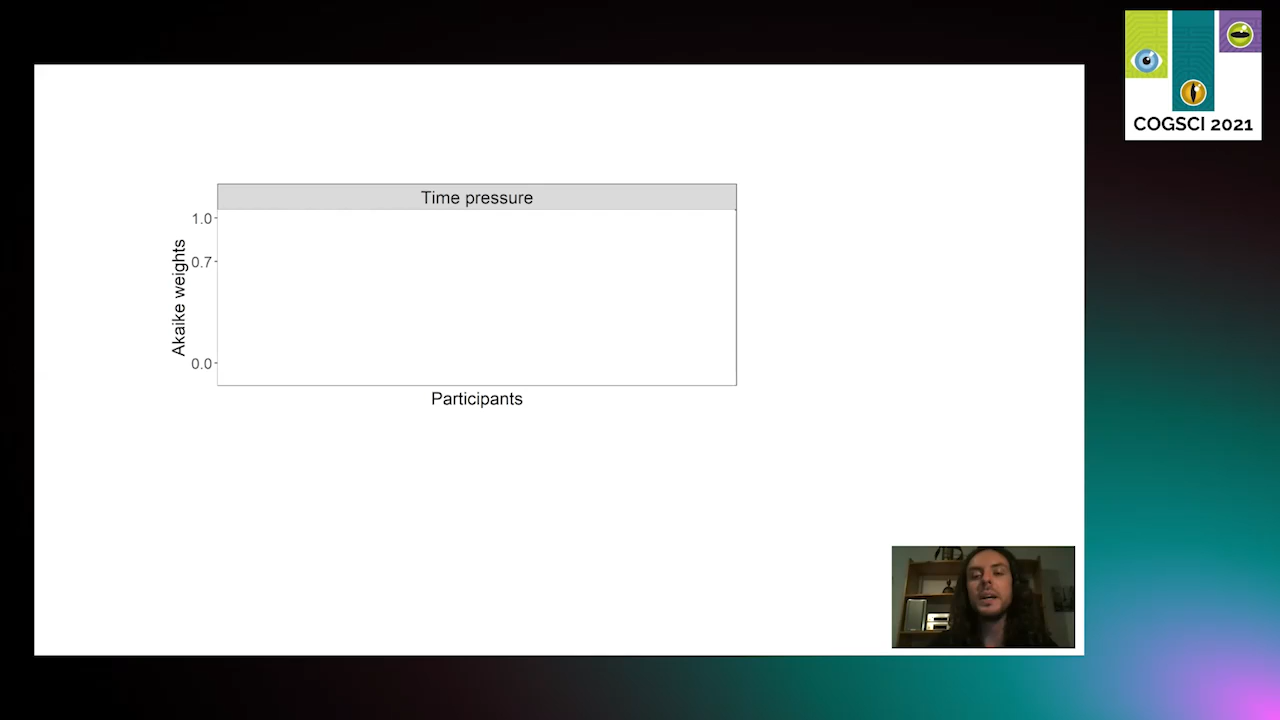 COGSCI 2021
Time pressure
1.0
0.7
0.0
Akaike weights
Participants